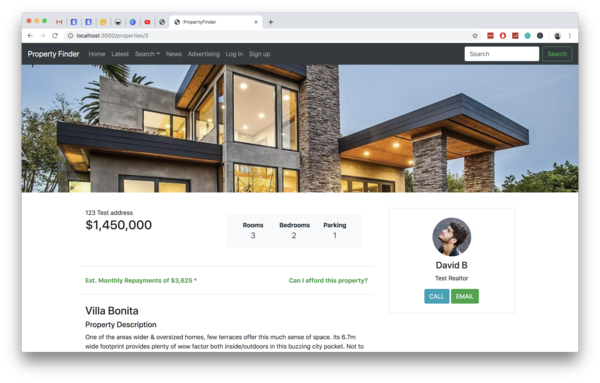 PropertyFinder
localhost:3000/properties/3
Property Finder Home Latest Search News Advertising Log In Sign up Search Search
123 Test address
$1,450,000
Rooms Bedrooms Parking
3 2 1
David B
Test Realtor
CALL EMAIL
Est. Monthly Repayments of $3,625 * Can I afford this property?
Villa Bonita
Property Description
One of the areas wider & oversized homes, few terraces offer this much sense of space. Its 6.7m
wide footprint provides plenty of wow factor both inside/outdoors in this buzzing city pocket. Not to